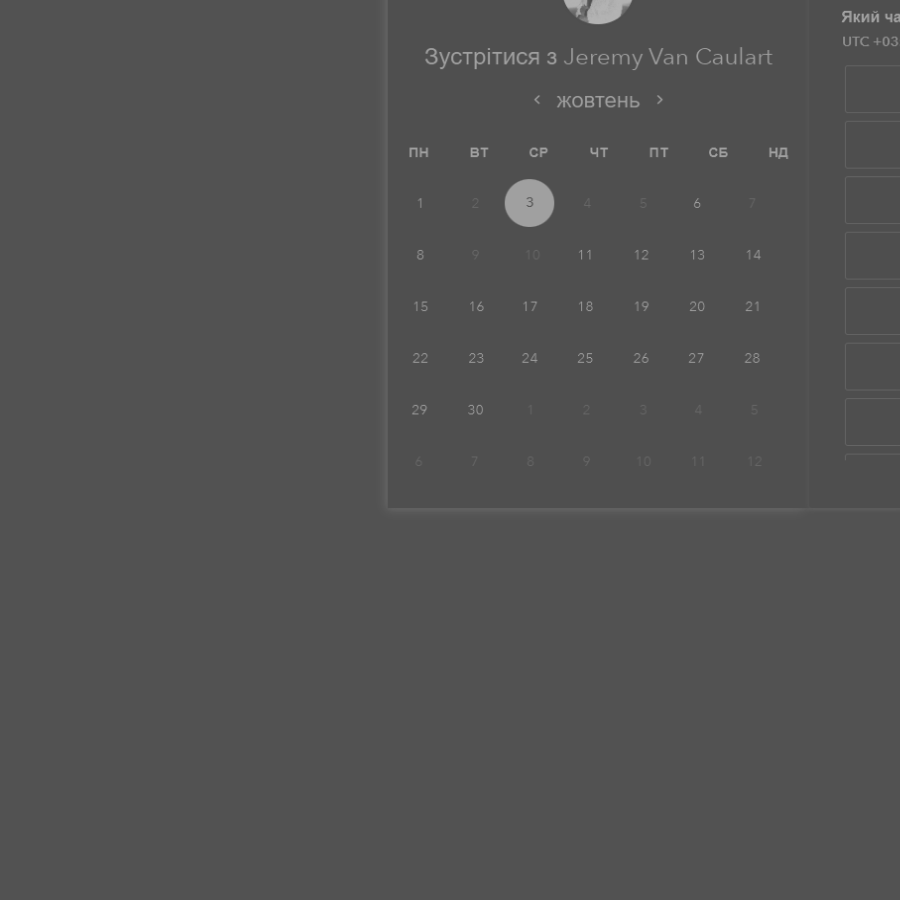 Зустрітися з Jeremy Van Caulart
жовтень
ПН ВТ СР ЧТ ПТ СБ НД
1 2 3 4 5 6 7
8 9 10 11 12 13 14
15 16 17 18 19 20 21
22 23 24 25 26 27 28
29 30 1 2 3 4 5
6 7 8 9 10 11 12
Який
UTC +03